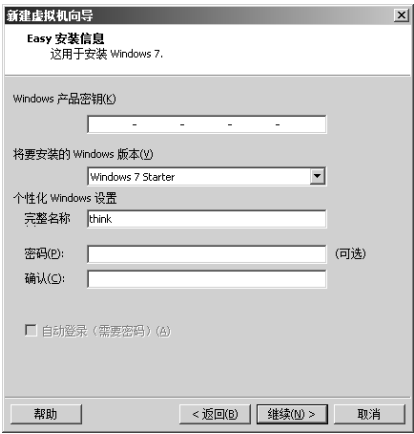 新建虚拟机向导
Easy 安装信息
这用于安装 Windows 7.
Windows 产品密钥(K)
- - - -
将要安装的 Windows 版本(V)
Windows 7 Starter
个性化 Windows 设置
完整名称 think
密码(P): (可选)
确认(C):
自动登录（需要密码）(A)
帮助 < 返回(B) 继续(N) > 取消